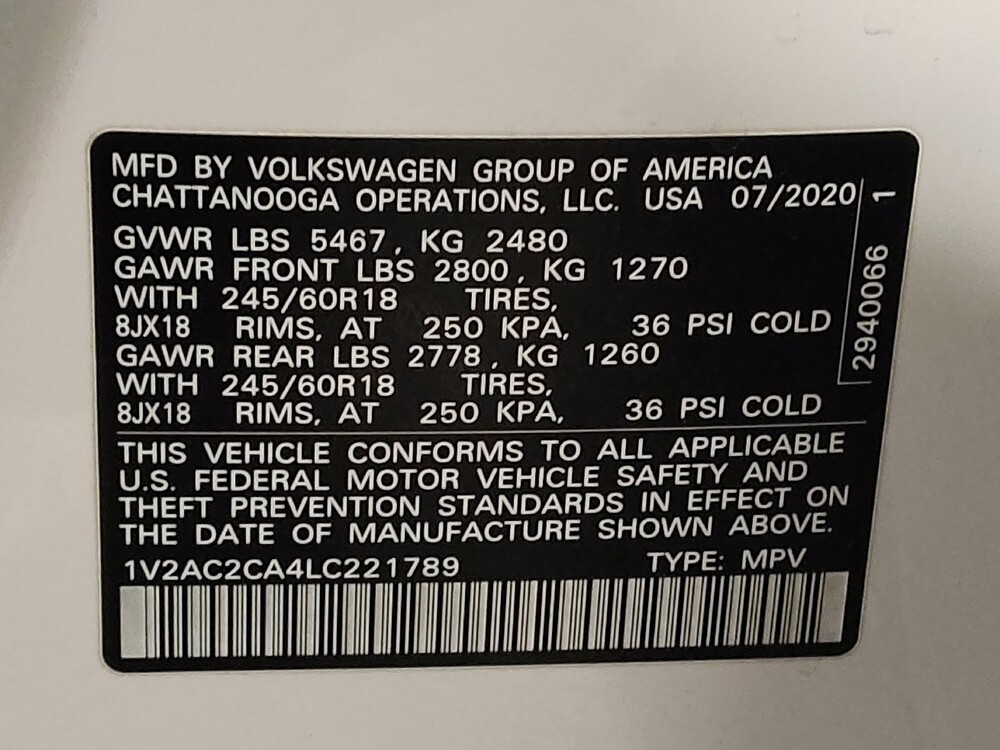 MFD BY VOLKSWAGEN GROUP OF AMERICA
CHATTANOOGA OPERATIONS, LLC. USA 07/2020
GVWR LBS 5467, KG 2480
GAWR FRONT LBS 2800, KG 1270
WITH 245/60R18 TIRES,
8JX18 RIMS, AT 250 KPA, 36 PSI COLD
GAWR REAR LBS 2778, KG 1260
WITH 245/60R18 TIRES,
8JX18 RIMS, AT 250 KPA, 36 PSI COLD
2940066 1
THIS VEHICLE CONFORMS TO ALL APPLICABLE
U.S. FEDERAL MOTOR VEHICLE SAFETY AND
THEFT PREVENTION STANDARDS IN EFFECT ON
THE DATE OF MANUFACTURE SHOWN ABOVE.
1V2AC2CA4LC221789 TYPE: MPV